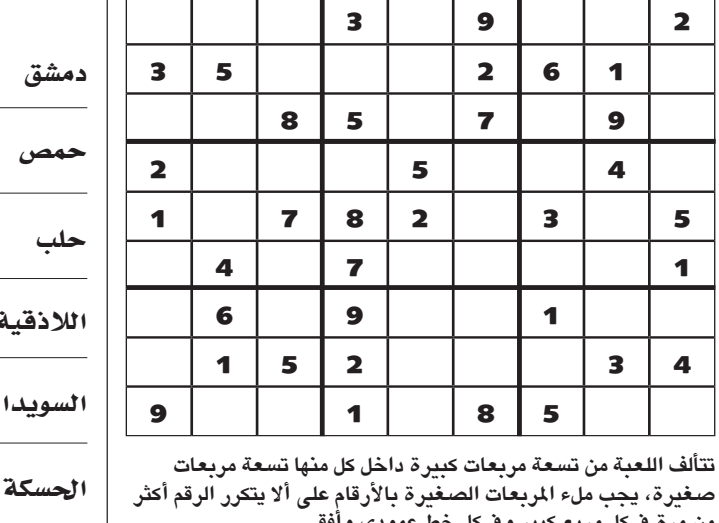 3 9 2
3 5 2 6 1
8 5 7 9
2 5 4
1 7 8 2 3 5
4 7 1
6 9 1
1 5 2 3 4
9 1 8 5
دمشق
حمص
حلب
اللاذقية
السويدا
الحسكة
تتألف اللعبة من تسعة مربعات كبيرة داخل كل منها تسعة مربعات
صغيرة، يجب ملء المربعات الصغيرة بالأرقام على ألا يتكرر الرقم أكثر